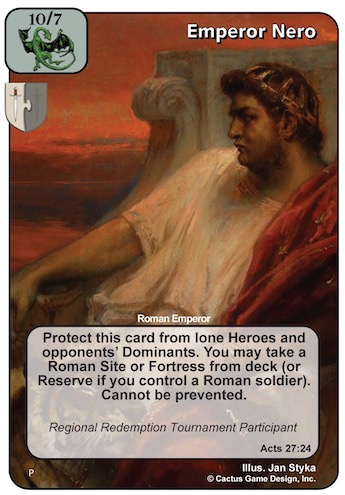 10/7
Emperor Nero
Roman Emperor
Protect this card from lone Heroes and
opponents' Dominants. You may take a
Roman Site or Fortress from deck (or
Reserve if you control a Roman soldier).
Cannot be prevented.
Regional Redemption Tournament Participant
Acts 27:24
P
Illus. Jan Styka
© Cactus Game Design, Inc.